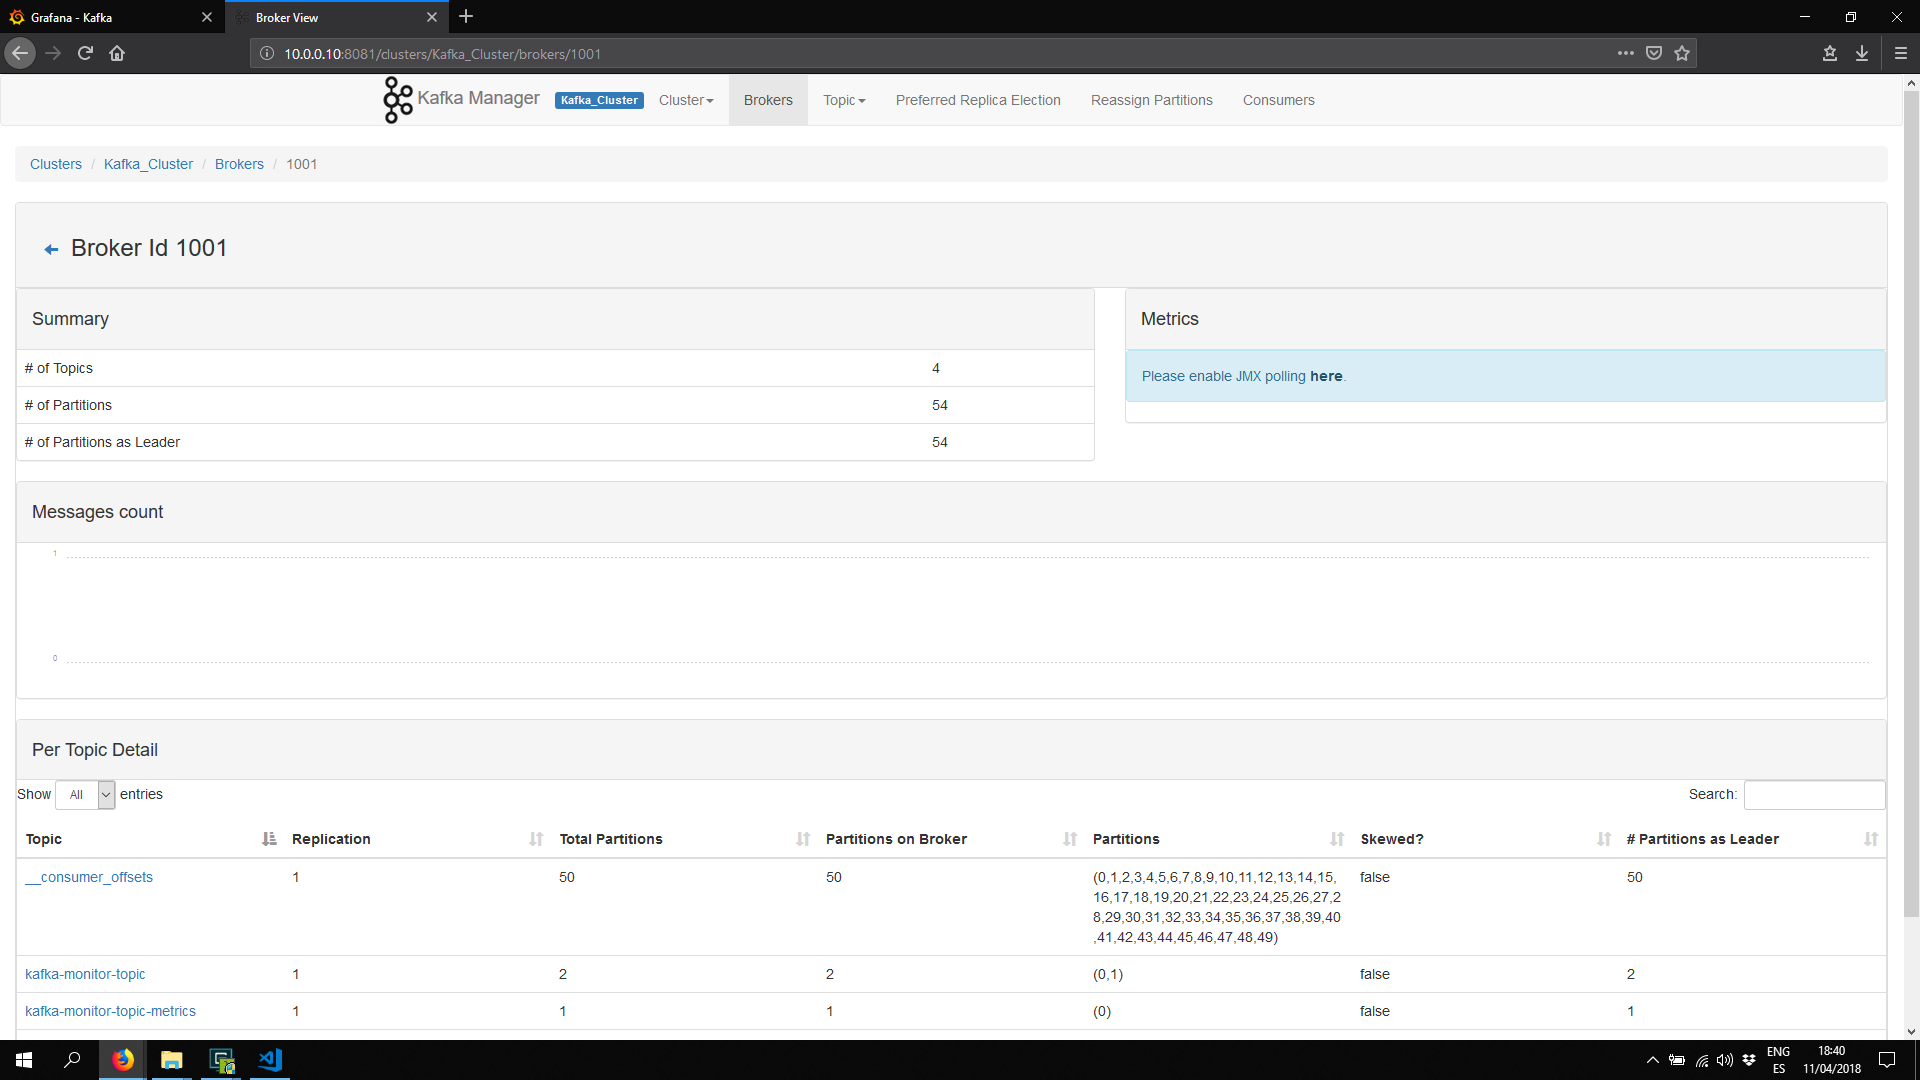 Grafana - Kafka
Broker View
10.0.0.10:8081/clusters/Kafka_Cluster/brokers/1001
Kafka Manager Kafka_Cluster Cluster Brokers Topic Preferred Replica Election Reassign Partitions Consumers
Clusters / Kafka_Cluster / Brokers / 1001
Broker Id 1001
Summary
# of Topics 4
# of Partitions 54
# of Partitions as Leader 54
Metrics
Please enable JMX polling here.
Messages count
1
0
Per Topic Detail
Show All entries
Search:
Topic Replication Total Partitions Partitions on Broker Partitions Skewed? # Partitions as Leader
__consumer_offsets 1 50 50 (0,1,2,3,4,5,6,7,8,9,10,11,12,13,14,15, false 50
16,17,18,19,20,21,22,23,24,25,26,27,2
8,29,30,31,32,33,34,35,36,37,38,39,40
,41,42,43,44,45,46,47,48,49)
kafka-monitor-topic 1 2 2 (0,1) false 2
kafka-monitor-topic-metrics 1 1 1 (0) false 1
ENG
ES
18:40
11/04/2018